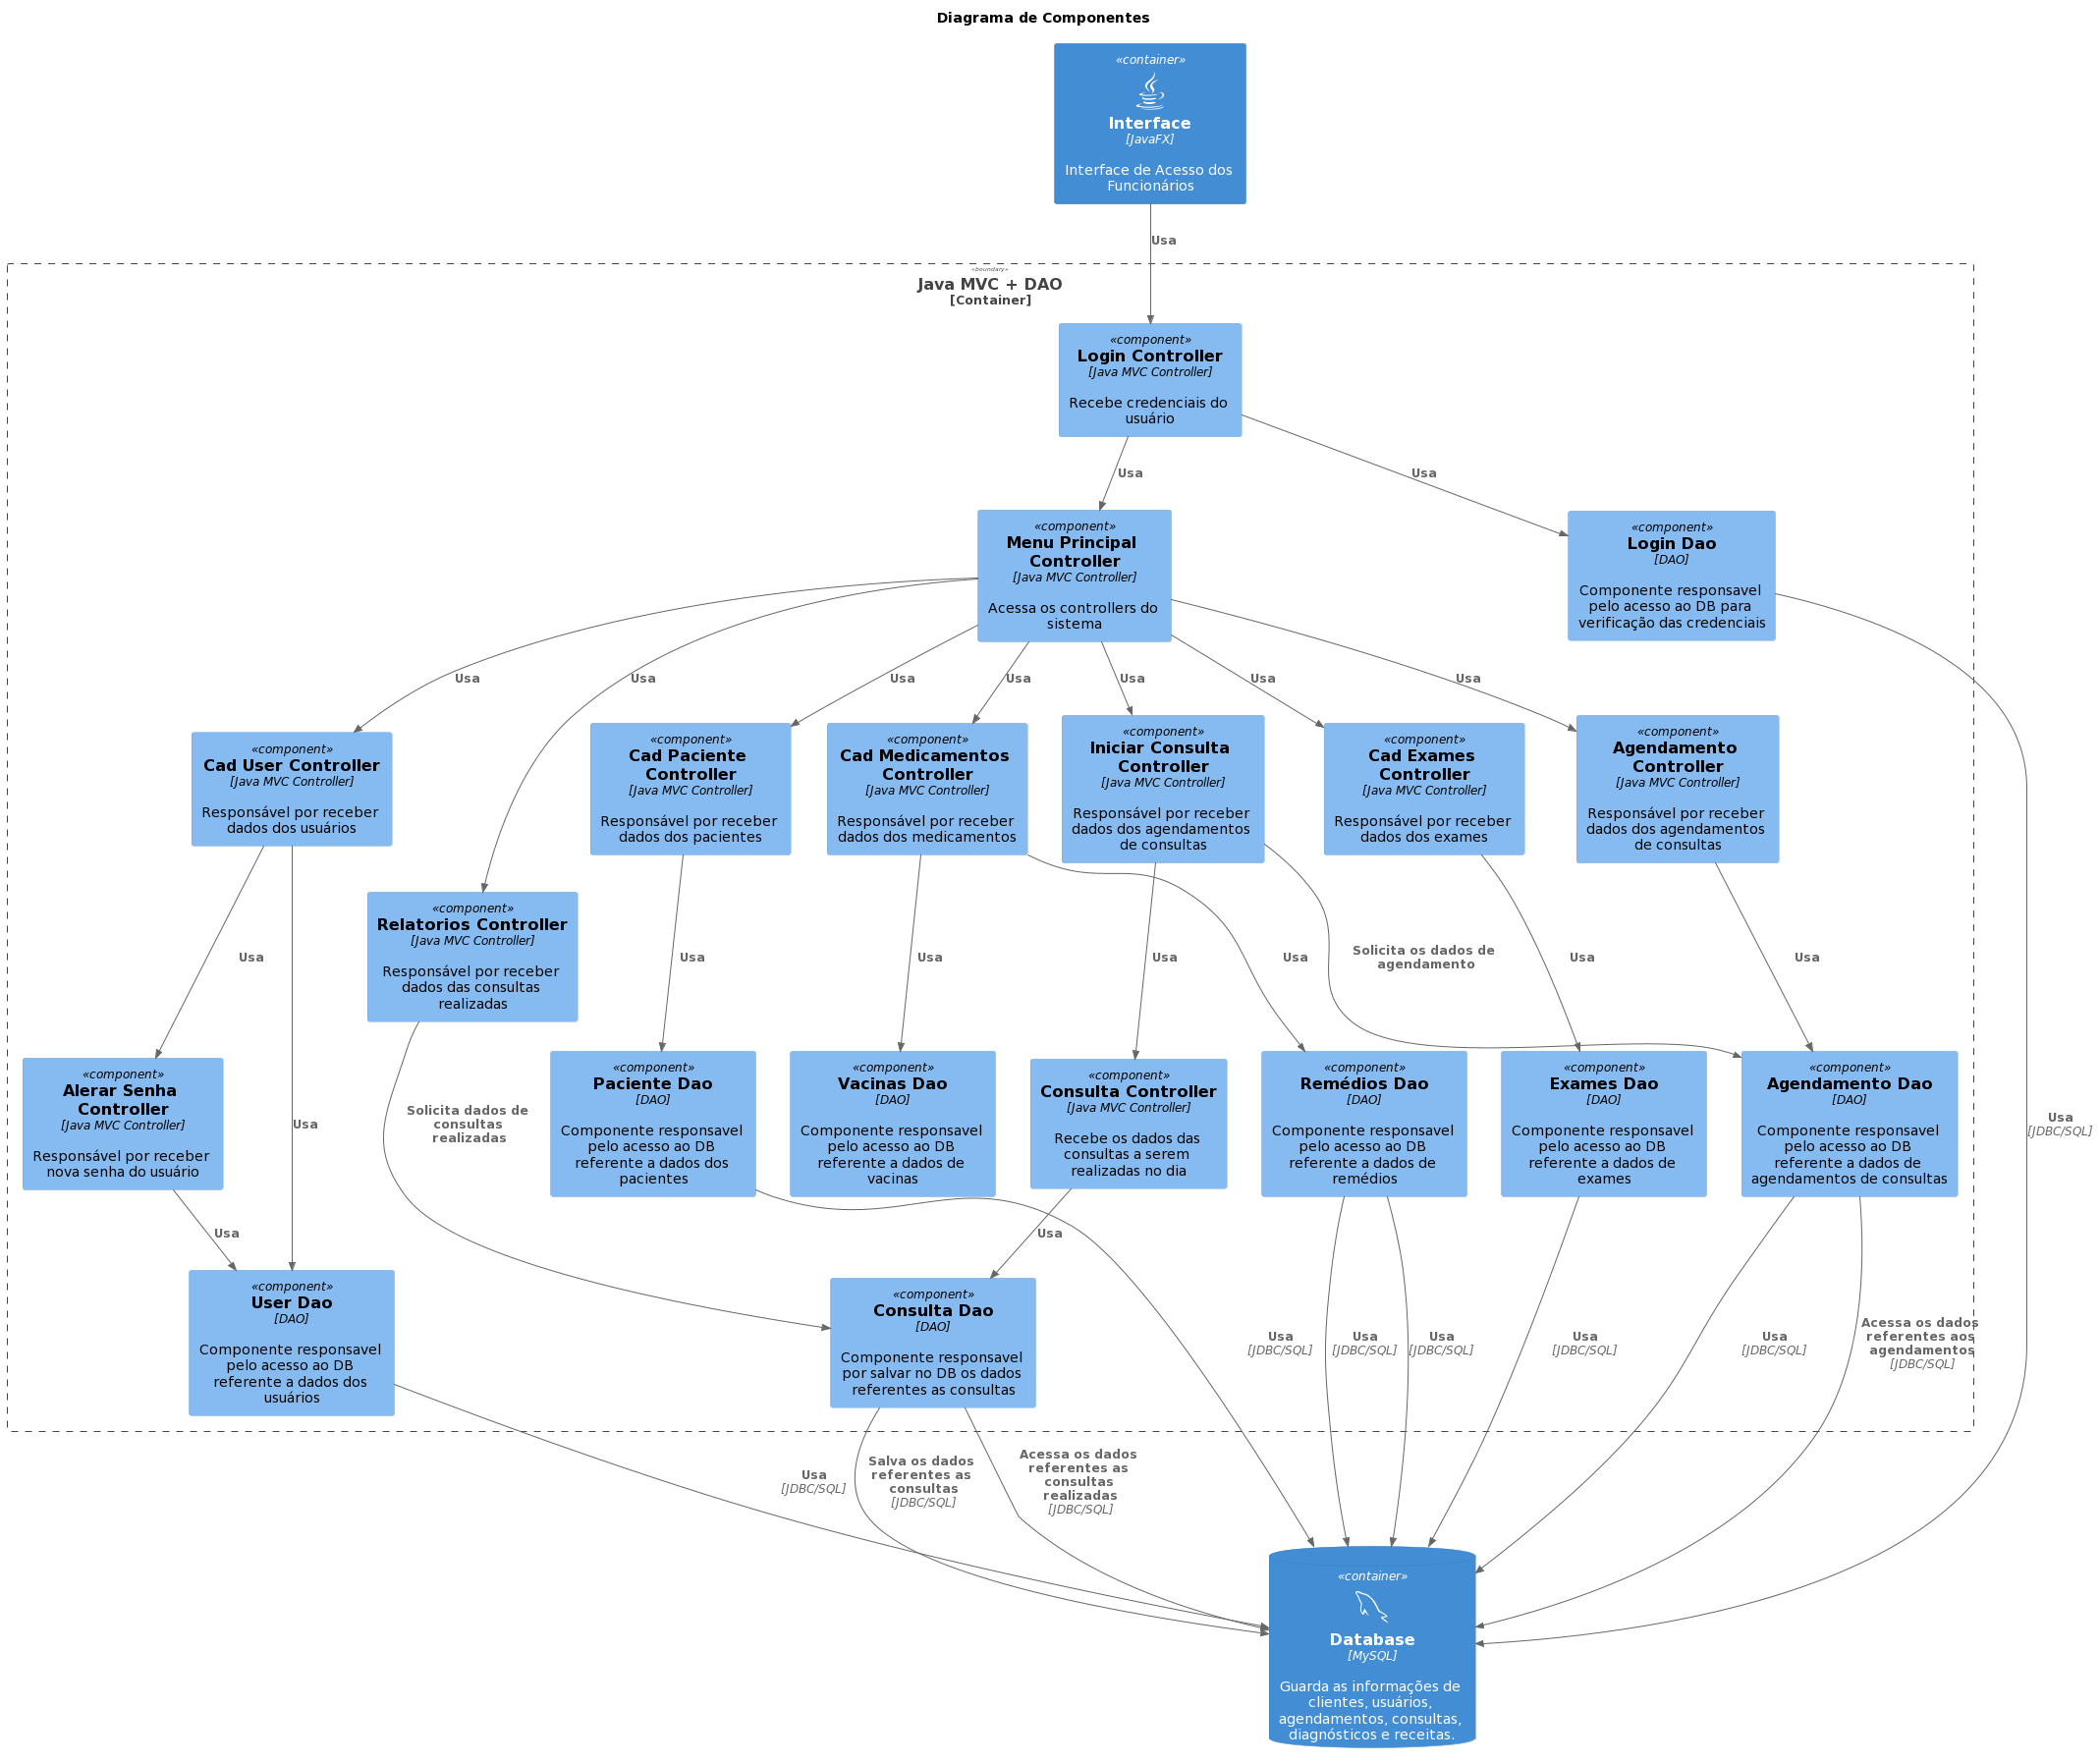 Diagrama de Componentes
«container»
Interface
[JavaFX]
Interface de Acesso dos
Funcionários
Usa
«boundary»
Java MVC + DAO
[Container]
«component»
Login Controller
[Java MVC Controller]
Recebe credenciais do
usuário
Usa
Usa
«component»
Menu Principal
Controller
[Java MVC Controller]
Acessa os controllers do
sistema
«component»
Login Dao
[DAO]
Componente responsavel
pelo acesso ao DB para
verificação das credenciais
Usa
Usa
Usa
Usa
Usa
Usa
Usa
«component»
Cad User Controller
[Java MVC Controller]
Responsável por receber
dados dos usuários
«component»
Cad Paciente
Controller
[Java MVC Controller]
Responsável por receber
dados dos pacientes
«component»
Cad Medicamentos
Controller
[Java MVC Controller]
Responsável por receber
dados dos medicamentos
«component»
Iniciar Consulta
Controller
[Java MVC Controller]
Responsável por receber
dados dos agendamentos
de consultas
«component»
Cad Exames
Controller
[Java MVC Controller]
Responsável por receber
dados dos exames
«component»
Agendamento
Controller
[Java MVC Controller]
Responsável por receber
dados dos agendamentos
de consultas
«component»
Relatorios Controller
[Java MVC Controller]
Responsável por receber
dados das consultas
realizadas
Usa
Usa
Usa
Usa
Usa
Solicita os dados de
agendamento
Usa
Usa
«component»
Alerar Senha
Controller
[Java MVC Controller]
Responsável por receber
nova senha do usuário
Usa
Solicita dados de
consultas
realizadas
«component»
Paciente Dao
[DAO]
Componente responsavel
pelo acesso ao DB
referente a dados dos
pacientes
«component»
Vacinas Dao
[DAO]
Componente responsavel
pelo acesso ao DB
referente a dados de
vacinas
«component»
Consulta Controller
[Java MVC Controller]
Recebe os dados das
consultas a serem
realizadas no dia
«component»
Remédios Dao
[DAO]
Componente responsavel
pelo acesso ao DB
referente a dados de
remédios
«component»
Exames Dao
[DAO]
Componente responsavel
pelo acesso ao DB
referente a dados de
exames
«component»
Agendamento Dao
[DAO]
Componente responsavel
pelo acesso ao DB
referente a dados de
agendamentos de consultas
Usa
[JDBC/SQL]
Usa
Usa
«component»
User Dao
[DAO]
Componente responsavel
pelo acesso ao DB
referente a dados dos
usuários
«component»
Consulta Dao
[DAO]
Componente responsavel
por salvar no DB os dados
referentes as consultas
Usa
[JDBC/SQL]
Usa
[JDBC/SQL]
Usa
[JDBC/SQL]
Usa
[JDBC/SQL]
Usa
[JDBC/SQL]
Acessa os dados
referentes aos
agendamentos
[JDBC/SQL]
Usa
[JDBC/SQL]
Salva os dados
referentes as
consultas
[JDBC/SQL]
Acessa os dados
referentes as
consultas
realizadas
[JDBC/SQL]
«container»
Database
[MySQL]
Guarda as informações de
clientes, usuários,
agendamentos, consultas,
diagnósticos e receitas.